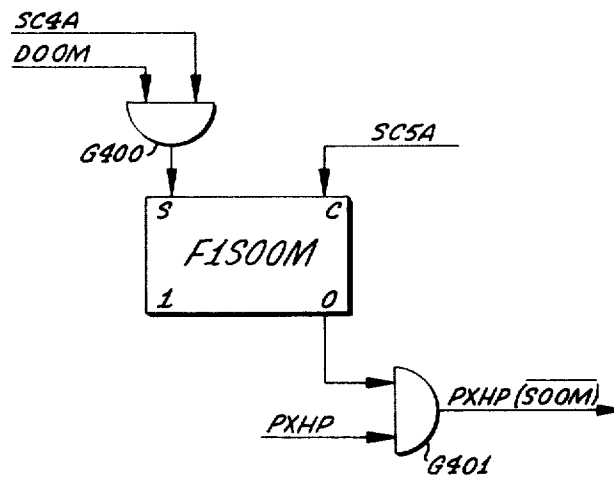 SC4A
DOOM
G400
SC5A
S C
F1SOOM
1 0
PXHP (SOOM)
PXHP
G401